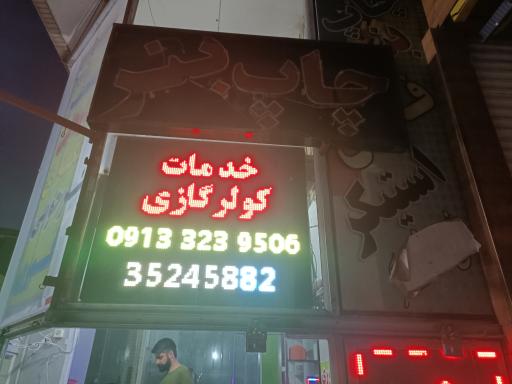 چاپ بنر
خدمات
کولر گازی
0913 323 9506
35245882